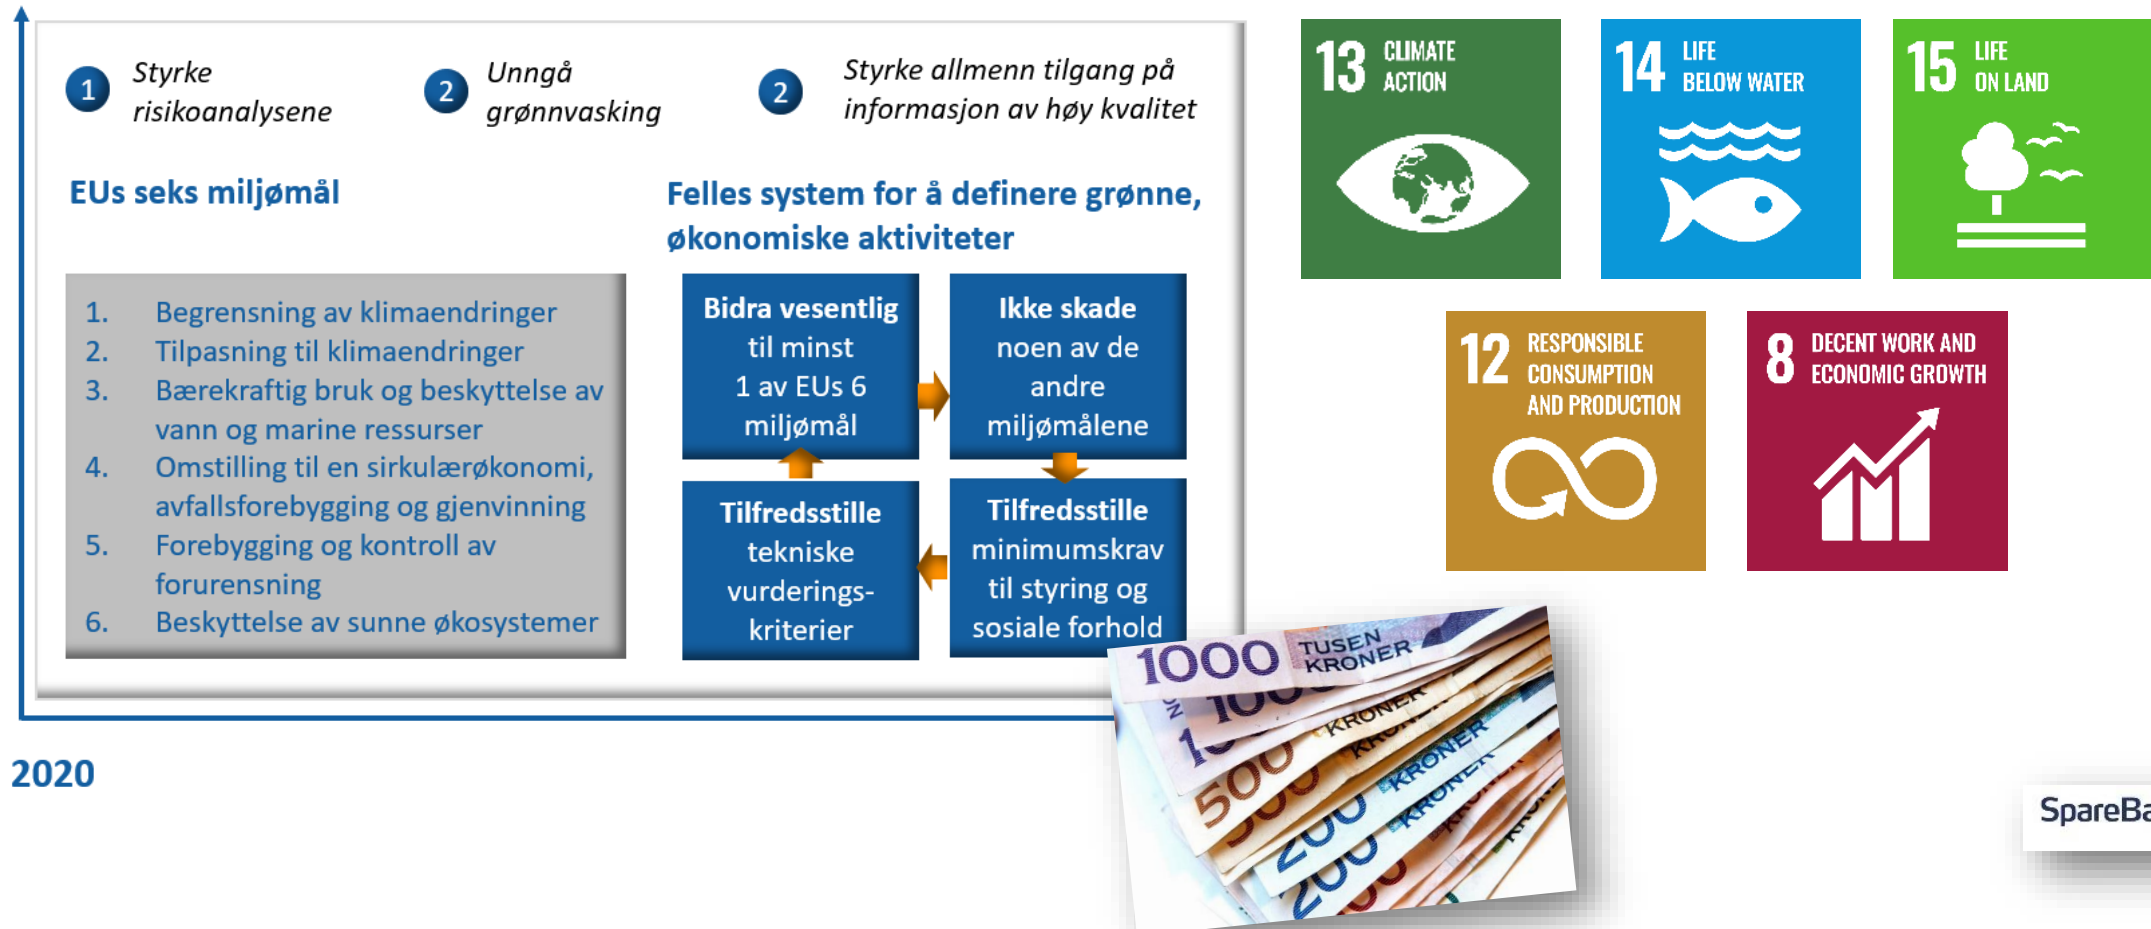 1
Styrke
risikoanalysene
2
Unngå
grønnvasking
2
Styrke allmenn tilgang på
informasjon av høy kvalitet
EUs seks miljømål
1. Begrensning av klimaendringer
2. Tilpasning til klimaendringer
3. Bærekraftig bruk og beskyttelse av
vann og marine ressurser
4. Omstilling til en sirkulærøkonomi,
avfallsforebygging og gjenvinning
5. Forebygging og kontroll av
forurensning
6. Beskyttelse av sunne økosystemer
Felles system for å definere grønne,
økonomiske aktiviteter
Bidra vesentlig
til minst
1 av EUs 6
miljømål
Ikke skade
noen av de
andre
miljømålene
Tilfredsstille
tekniske
vurderings-
kriterier
Tilfredsstille
minimumskrav
til styring og
sosiale forhold
2020
13 CLIMATE
ACTION
14 LIFE
BELOW WATER
15 LIFE
ON LAND
12 RESPONSIBLE
CONSUMPTION
AND PRODUCTION
8 DECENT WORK AND
ECONOMIC GROWTH
1000 TUSEN
KRONER
100
KRONER
500
KRONER
200 KRONER
200 KRONER
SpareBa